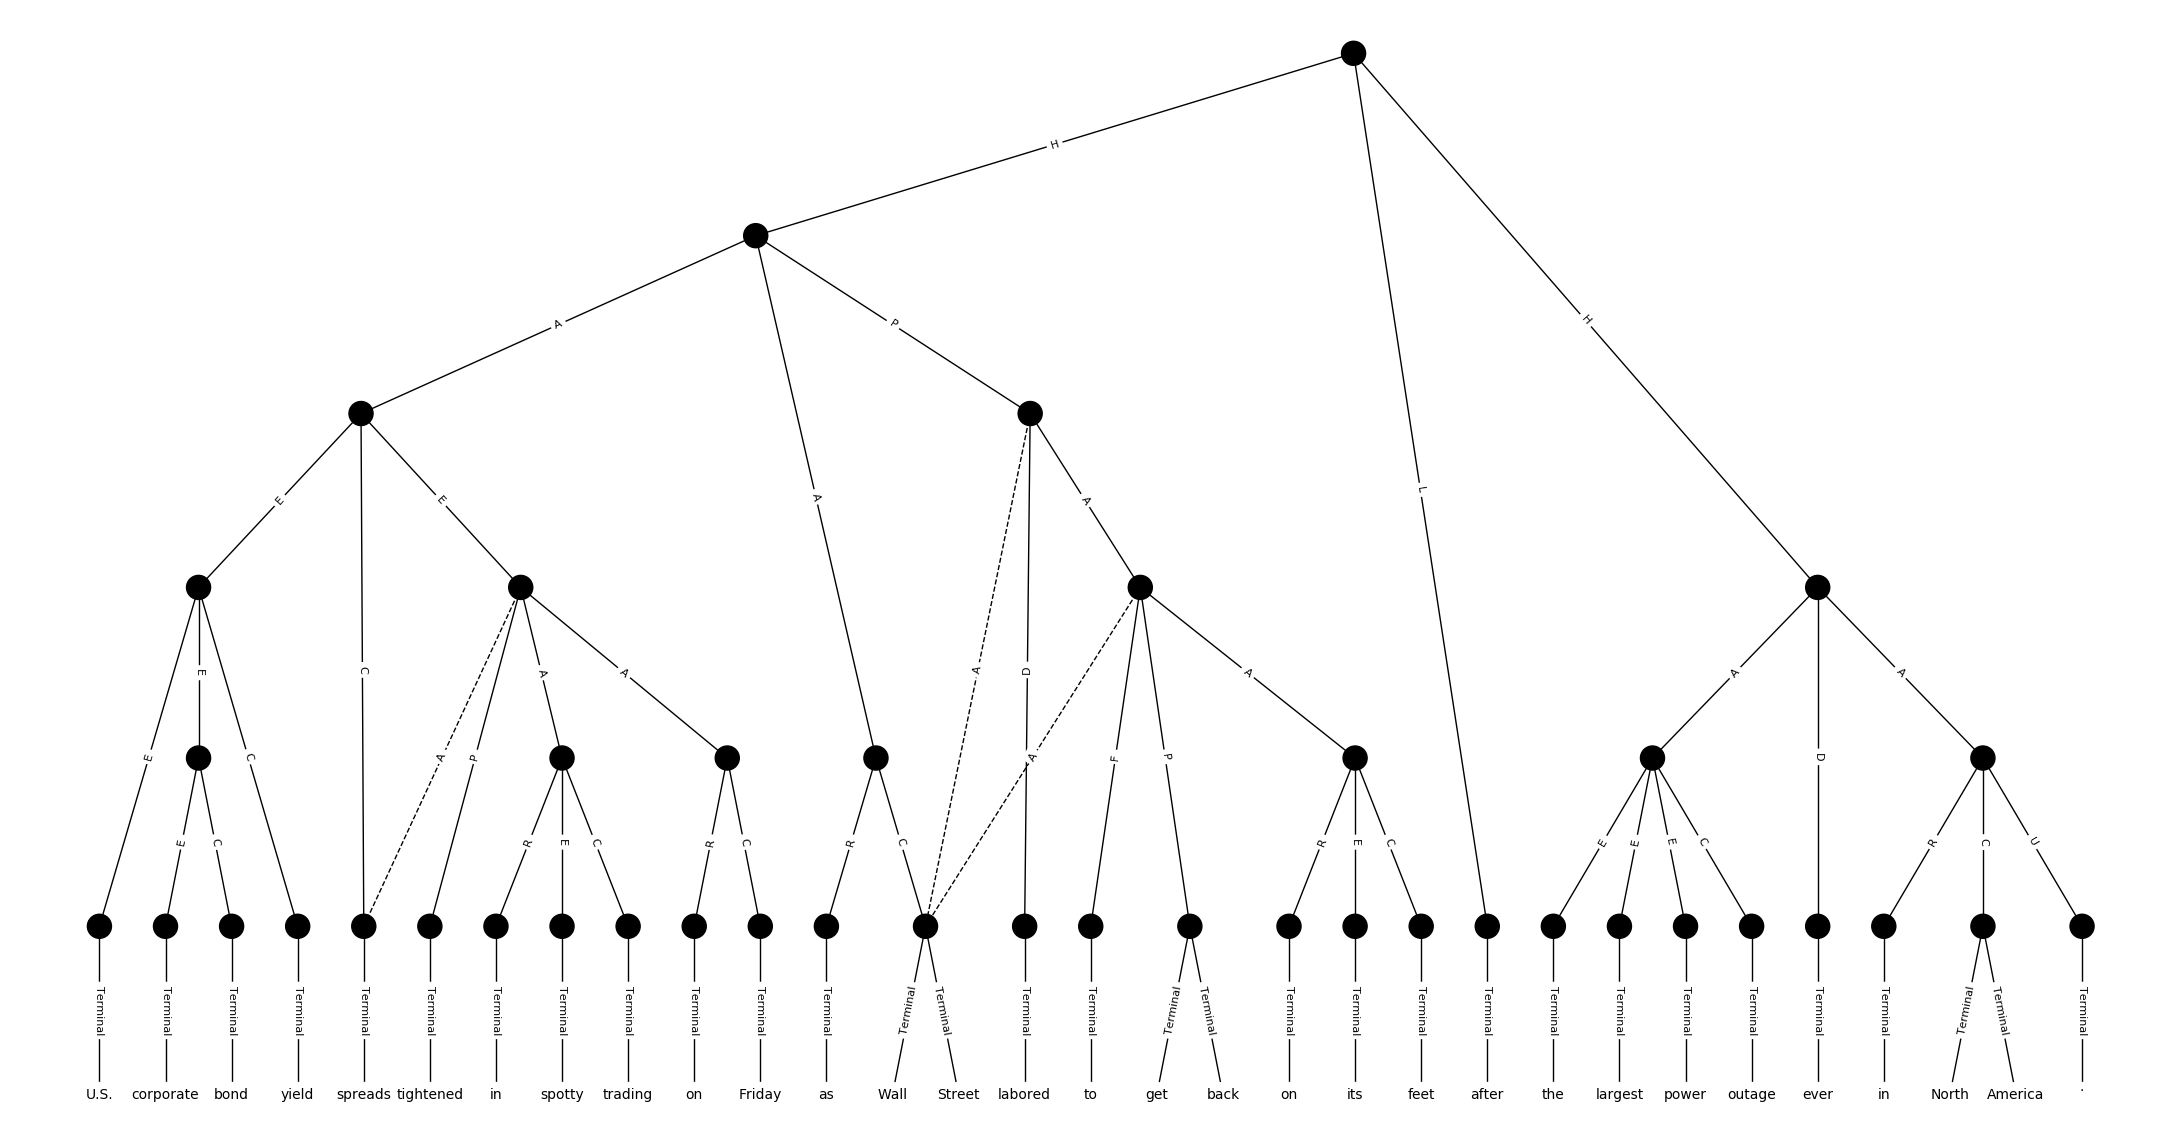 H
A P
E E A A L H
E C A D A A
E C A P A F P A D
E C R E C R C R C R E C E E E C R C U
Terminal Terminal Terminal Terminal Terminal Terminal Terminal Terminal Terminal Terminal Terminal Terminal Terminal Terminal Terminal Terminal Terminal Terminal Terminal Terminal Terminal Terminal Terminal Terminal Terminal Terminal Terminal Terminal Terminal Terminal Terminal
U.S. corporate bond yield spreads tightened in spotty trading on Friday as Wall Street labored to get back on its feet after the largest power outage ever in North America .